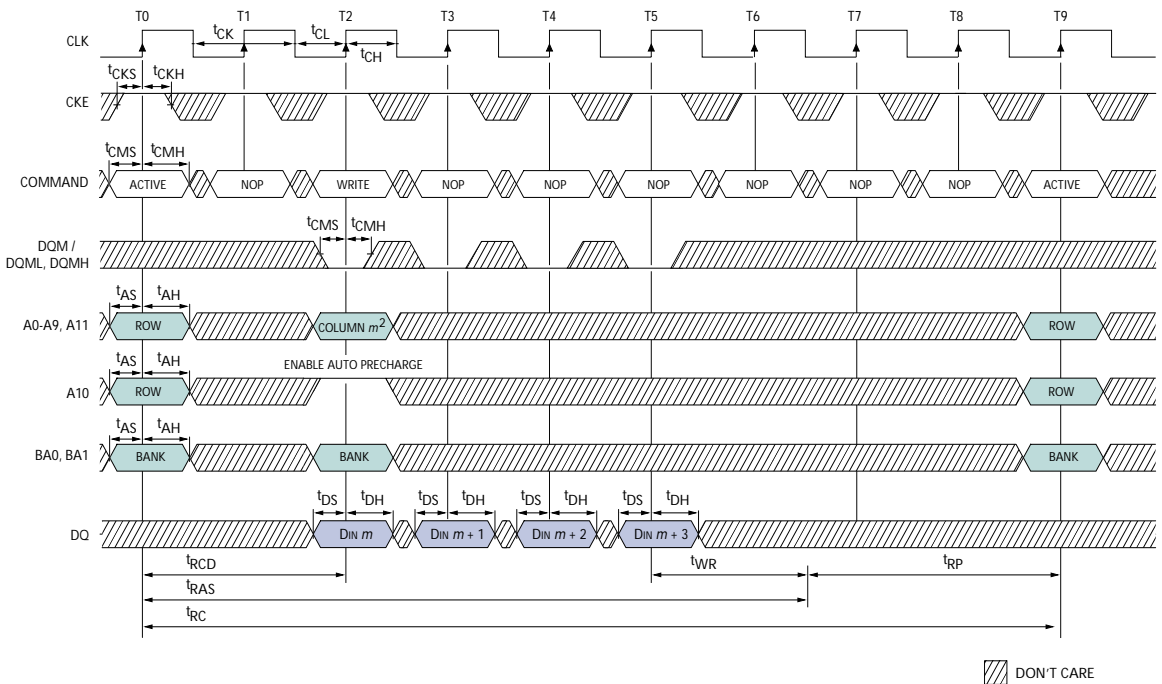 T0 T1 T2 T3 T4 T5 T6 T7 T8 T9
CLK
tCK tCL
tCH
tCKS tCKH
CKE
tCMS tCMH
COMMAND ACTIVE NOP WRITE NOP NOP NOP NOP NOP NOP ACTIVE
tCMS tCMH
DQM /
DQML, DQMH
tAS tAH
A0-A9, A11 ROW COLUMN m2 ROW
tAS tAH ENABLE AUTO PRECHARGE
A10 ROW ROW
tAS tAH
BA0, BA1 BANK BANK BANK
tDS tDH tDS tDH tDS tDH tDS tDH
DQ DIN m DIN m + 1 DIN m + 2 DIN m + 3
tRCD tWR tRP
tRAS
tRC
DON'T CARE